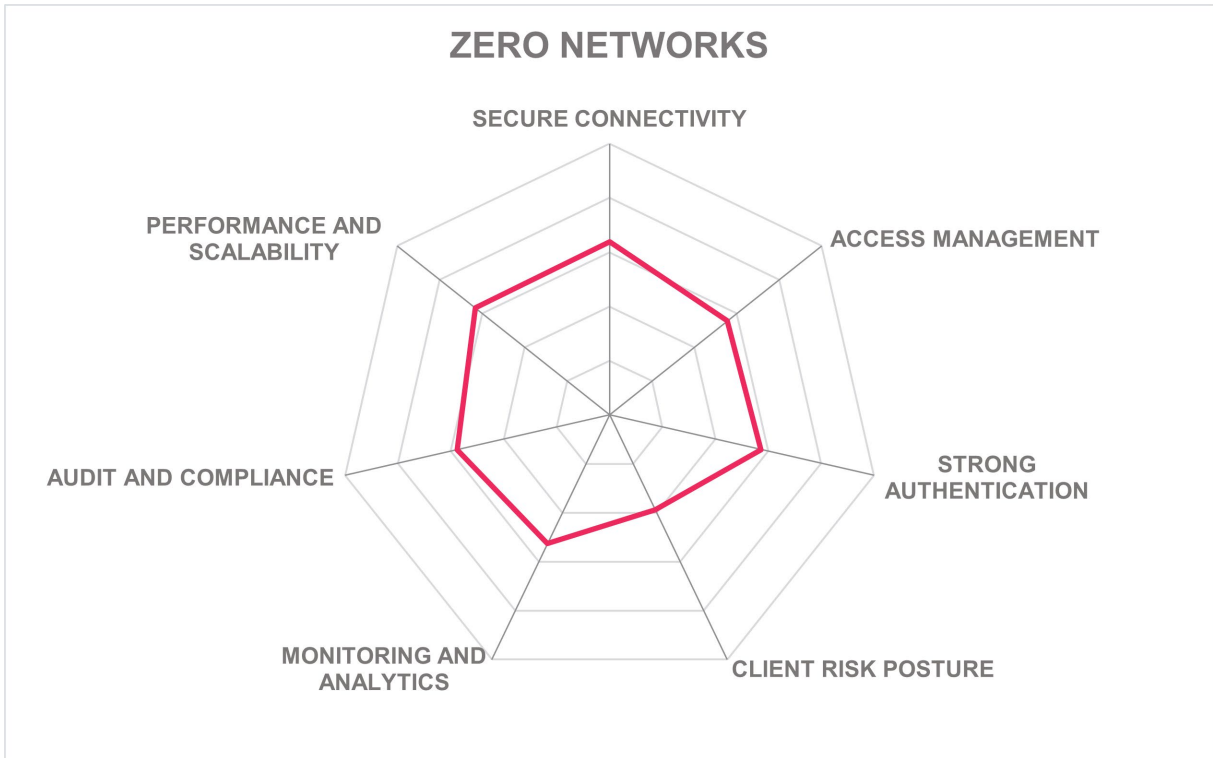 ZERO NETWORKS
SECURE CONNECTIVITY
PERFORMANCE AND
SCALABILITY
ACCESS MANAGEMENT
AUDIT AND COMPLIANCE
STRONG
AUTHENTICATION
MONITORING AND
ANALYTICS
CLIENT RISK POSTURE